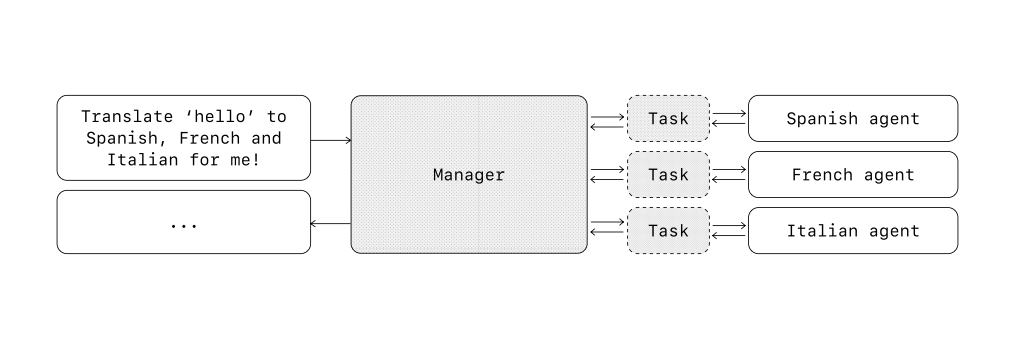 Translate ‘hello’ to
Spanish, French and
Italian for me!
...
Manager
Task
Spanish agent
Task
French agent
Task
Italian agent